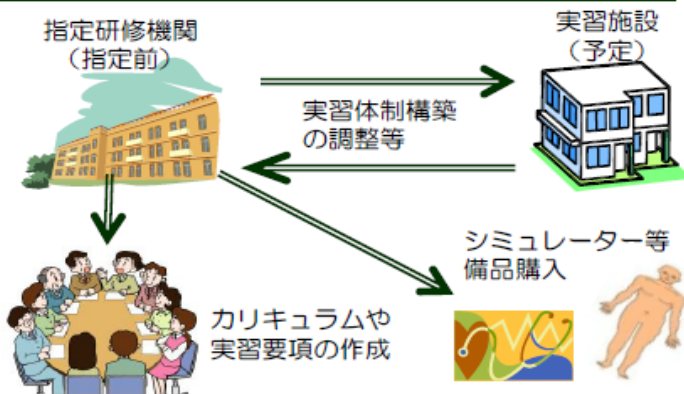 指定研修機関
(指定前)
実習施設
(予定)
実習体制構築
の調整等
シミュレーター等
備品購入
カリキュラムや
実習要項の作成